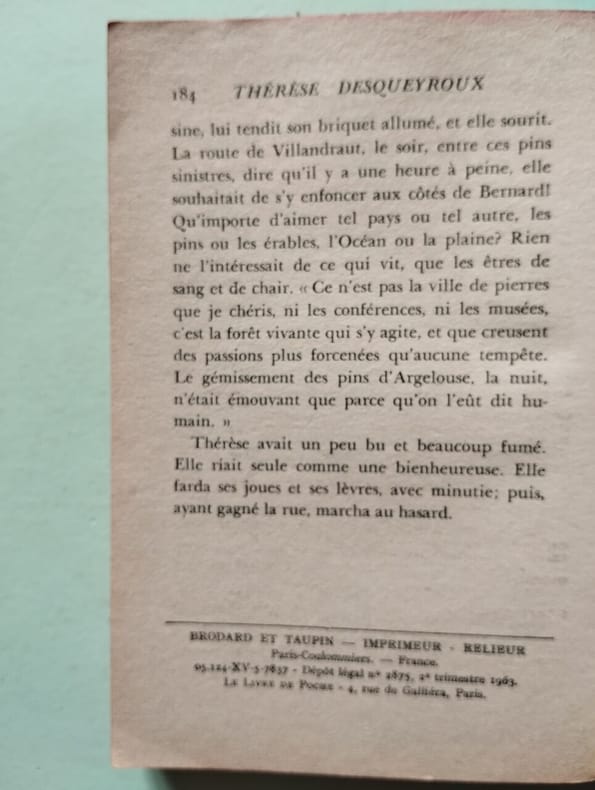 184 THÉRÈSE DESQUEYROUX
sine, lui tendit son briquet allumé, et elle sourit.
La route de Villandraut, le soir, entre ces pins
sinistres, dire qu'il y a une heure à peine, elle
souhaitait de s'y enfoncer aux côtés de Bernard!
Qu'importe d'aimer tel pays ou tel autre, les
pins ou les érables, l'Océan ou la plaine? Rien
ne l'intéressait de ce qui vit, que les êtres de
sang et de chair. « Ce n'est pas la ville de pierres
que je chéris, ni les conférences, ni les musées,
c'est la forêt vivante qui s'y agite, et que creusent
des passions plus forcenées qu'aucune tempête.
Le gémissement des pins d'Argelouse, la nuit,
n'était émouvant que parce qu'on l'eût dit hu-
main. »
Thérèse avait un peu bu et beaucoup fumé.
Elle riait seule comme une bienheureuse. Elle
farda ses joues et ses lèvres, avec minutie; puis,
ayant gagné la rue, marcha au hasard.
BRODARD ET TAUPIN — IMPRIMEUR - RELIEUR
Paris-Coulommiers. — France.
05.124-XV-5-7837 - Dépôt légal n° 2875, 2e trimestre 1963.
LE LIVRE DE POCHE - 4, rue de Galliéra, Paris.